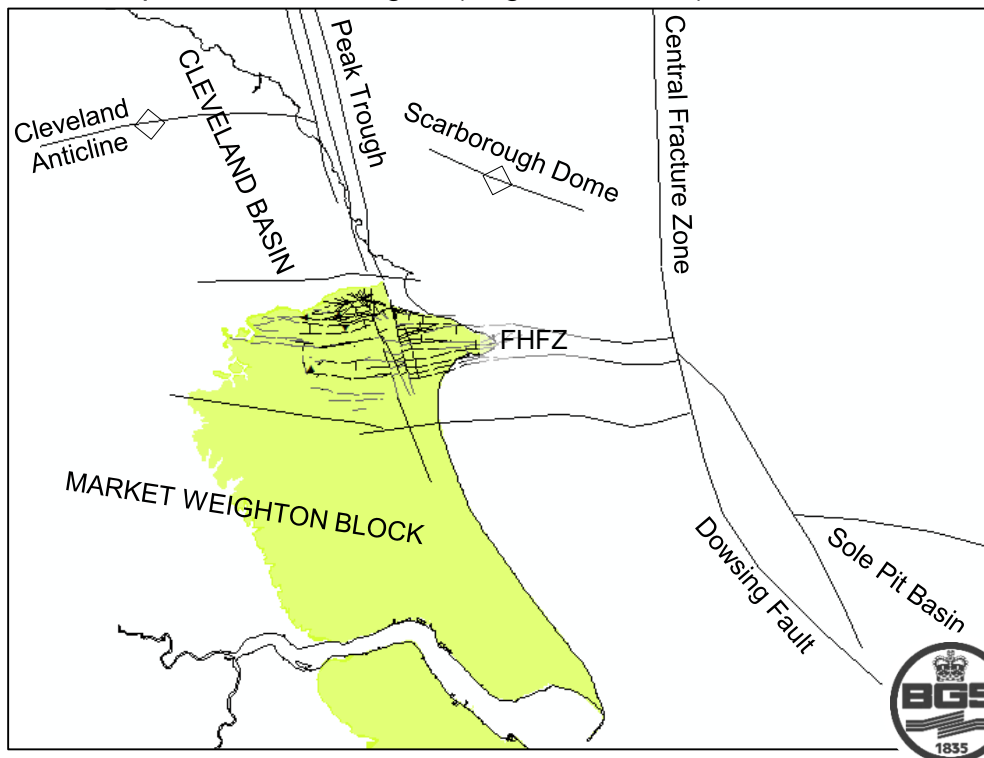 Peak Trough
CLEVELAND BASIN
Cleveland
Anticline
Scarborough Dome
Central Fracture Zone
FHFZ
MARKET WEIGHTON BLOCK
Dowsing Fault
Sole Pit Basin
BGS
1835